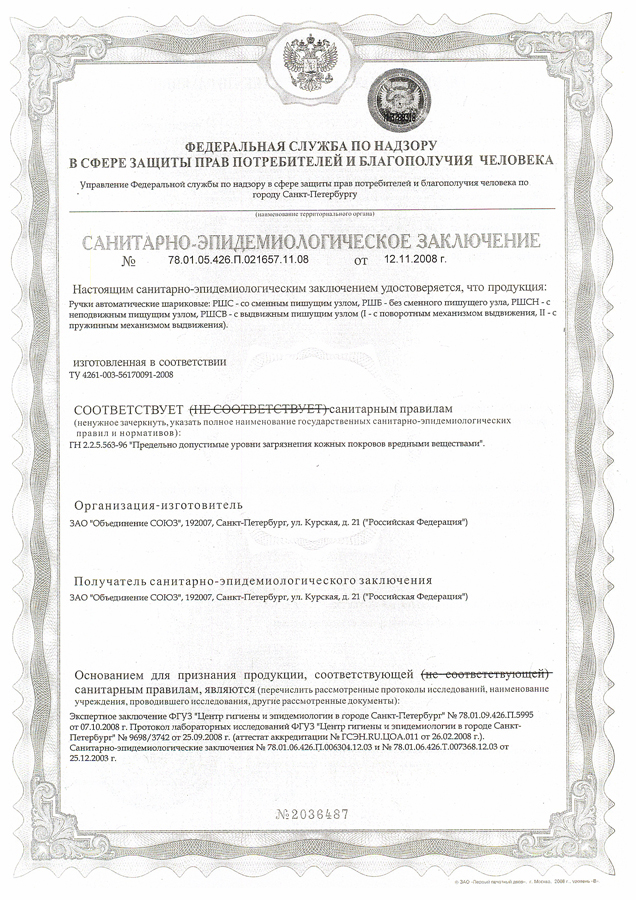 ФЕДЕРАЛЬНАЯ СЛУЖБА ПО НАДЗОРУ
В СФЕРЕ ЗАЩИТЫ ПРАВ ПОТРЕБИТЕЛЕЙ И БЛАГОПОЛУЧИЯ ЧЕЛОВЕКА
Управление Федеральной службы по надзору в сфере защиты прав потребителей и благополучия человека по
городу Санкт-Петербургу
(наименование территориального органа)
САНИТАРНО-ЭПИДЕМИОЛОГИЧЕСКОЕ ЗАКЛЮЧЕНИЕ
№ 78.01.05.426.П.021657.11.08 от 12.11.2008 г.
Настоящим санитарно-эпидемиологическим заключением удостоверяется, что продукция:
Ручки автоматические шариковые: РШС - со сменным пишущим узлом, РШБ - без сменного пишущего узла, РШСН - с
неподвижным пищущим узлом, РШСВ - с выдвижным пишущим узлом (I - с поворотным механизмом выдвижения, II - с
пружинным механизмом выдвижения).
изготовленная в соответствии
ТУ 4261-003-56170091-2008
СООТВЕТСТВУЕТ (НЕ СООТВЕТСТВУЕТ) санитарным правилам
(ненужное зачеркнуть, указать полное наименование государственных санитарно-эпидемиологических
правил и нормативов):
ГН 2.2.5.563-96 "Предельно допустимые уровни загрязнения кожных покровов вредными веществами".
Организация-изготовитель
ЗАО "Объединение СОЮЗ", 192007, Санкт-Петербург, ул. Курская, д. 21 ("Российская Федерация")
Получатель санитарно-эпидемиологического заключения
ЗАО "Объединение СОЮЗ", 192007, Санкт-Петербург, ул. Курская, д. 21 ("Российская Федерация")
Основанием для признания продукции, соответствующей (не соответствующей)
санитарным правилам, являются (перечислить рассмотренные протоколы исследований, наименование
учреждения, проводившего исследования, другие рассмотренные документы):
Экспертное заключение ФГУЗ "Центр гигиены и эпидемиологии в городе Санкт-Петербург" № 78.01.09.426.П.5995
от 07.10.2008 г. Протокол лабораторных исследований ФГУЗ "Центр гигиены и эпидемиологии в городе Санкт-
Петербург" № 9698/3742 от 25.09.2008 г. (аттестат аккредитации № ГСЭН.RU.ЦОА.011 от 26.02.2008 г.).
Санитарно-эпидемиологические заключения № 78.01.06.426.П.006304.12.03 и № 78.01.06.426.Т.007368.12.03 от
25.12.2003 г.
№2036487
© ЗАО «Первый печатный двор», г. Москва, 2008 г., уровень «В».